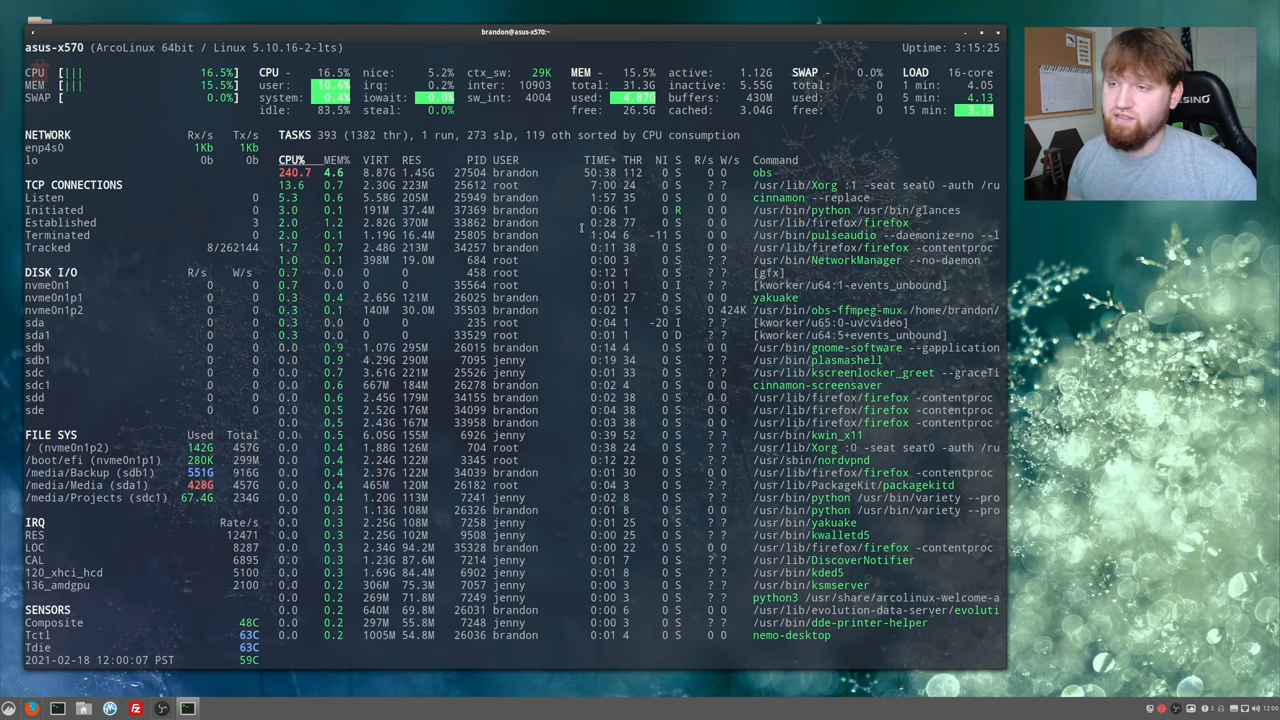 brandon@asus-x570:~
asus-x570 (ArcoLinux 64bit / Linux 5.10.16-2-lts) Uptime: 3:15:25
CPU [||| 16.5%] CPU - 16.5% nice: 5.2% ctx_sw: 29K MEM - 15.5% active: 1.12G SWAP - 0.0% LOAD 16-core
MEM [||| 15.5%] user: 10.6% irq: 0.2% inter: 10903 total: 31.3G inactive: 5.55G total: 0 1 min: 4.05
SWAP [ 0.0%] system: 0.4% iowait: 0.0% sw_int: 4004 used: 4.87G buffers: 430M used: 0 5 min: 4.13
idle: 83.5% steal: 0.0% free: 26.5G cached: 3.04G free: 0 15 min: 3.13
NETWORK Rx/s Tx/s TASKS 393 (1382 thr), 1 run, 273 slp, 119 oth sorted by CPU consumption
enp4s0 1Kb 1Kb
lo 0b 0b CPU% MEM% VIRT RES PID USER TIME+ THR NI S R/s W/s Command
240.7 4.6 8.87G 1.45G 27504 brandon 50:38 112 0 S 0 0 obs
TCP CONNECTIONS 13.6 0.7 2.30G 223M 25612 root 7:00 24 0 S ? ? /usr/lib/Xorg :1 -seat seat0 -auth /ru
Listen 0 5.3 0.6 5.58G 205M 25949 brandon 1:57 35 0 S 0 0 cinnamon --replace
Initiated 0 3.0 0.1 191M 37.4M 37369 brandon 0:06 1 0 R 0 0 /usr/bin/python /usr/bin/glances
Established 0 2.0 1.2 2.82G 370M 33862 brandon 0:28 77 0 S 0 0 /usr/lib/firefox/firefox
Terminated 0 2.0 0.1 1.19G 16.4M 25805 brandon 1:04 6 -11 S ? ? /usr/bin/pulseaudio --daemonize=no --l
Tracked 8/262144 1.7 0.7 2.48G 213M 34257 brandon 0:11 38 0 S 0 0 /usr/lib/firefox/firefox -contentproc
1.0 0.1 398M 19.0M 684 root 0:00 3 0 S ? ? /usr/bin/NetworkManager --no-daemon
DISK I/O R/s W/s 0.7 0.0 0 0 458 root 0:12 1 0 S ? ? [gfx]
nvme0n1 0 0 0.7 0.0 0 0 35564 root 0:01 1 0 I ? ? [kworker/u64:1-events_unbound]
nvme0n1p1 0 0 0.3 0.4 2.65G 121M 26025 brandon 0:01 27 0 S 0 0 yakuake
nvme0n1p2 0 0 0.3 0.1 140M 30.0M 35503 brandon 0:02 1 0 S 0 424K /usr/bin/obs-ffmpeg-mux /home/brandon/
sda 0 0 0.3 0.0 0 0 235 root 0:04 1 -20 I ? ? [kworker/u65:0-uvcvideo]
sda1 0 0 0.3 0.0 0 0 33529 root 0:01 1 0 I ? ? [kworker/u64:5+events_unbound]
sdb 0 0 0.0 0.9 1.07G 295M 26015 brandon 0:14 4 0 S 0 0 /usr/bin/gnome-software --gapplication
sdb1 0 0 0.0 0.9 4.29G 290M 7095 jenny 0:19 34 0 S ? ? /usr/bin/plasmashell
sdc 0 0 0.0 0.7 3.61G 221M 25526 jenny 0:01 33 0 S ? ? /usr/lib/kscreenlocker_greet --graceTi
sdc1 0 0 0.0 0.6 667M 184M 26278 brandon 0:02 4 0 S 0 0 cinnamon-screensaver
sdd 0 0 0.0 0.6 2.45G 179M 34155 brandon 0:02 38 0 S 0 0 /usr/lib/firefox/firefox -contentproc
sde 0 0 0.0 0.5 2.52G 176M 34099 brandon 0:04 38 0 S 0 0 /usr/lib/firefox/firefox -contentproc
0.0 0.5 2.43G 167M 33958 brandon 0:03 38 0 S 0 0 /usr/lib/firefox/firefox -contentproc
FILE SYS Used Total 0.0 0.5 6.05G 155M 6926 jenny 0:39 52 0 S ? ? /usr/bin/kwin_x11
/ (nvme0n1p2) 142G 457G 0.0 0.4 1.88G 126M 704 root 0:38 24 0 S ? ? /usr/lib/Xorg :0 -seat seat0 -auth /ru
/boot/efi (nvme0n1p1) 280K 299M 0.0 0.4 2.24G 122M 3345 root 0:12 22 0 S ? ? /usr/sbin/nordvpnd
/media/Backup (sdb1) 551G 916G 0.0 0.4 2.37G 122M 34039 brandon 0:01 30 0 S 0 0 /usr/lib/firefox/firefox -contentproc
/media/Media (sda1) 428G 457G 0.0 0.4 465M 120M 26182 root 0:04 3 0 S ? ? /usr/lib/PackageKit/packagekitd
/media/Projects (sdc1) 67.4G 234G 0.0 0.3 1.20G 113M 7241 jenny 0:02 8 0 S ? ? /usr/bin/python /usr/bin/variety --pro
0.0 0.3 1.13G 108M 26326 brandon 0:01 8 0 S 0 0 /usr/bin/python /usr/bin/variety --pro
IRQ Rate/s 0.0 0.3 2.25G 108M 7258 jenny 0:01 25 0 S ? ? /usr/bin/yakuake
RES 12471 0.0 0.3 2.25G 102M 9508 jenny 0:01 25 0 S ? ? /usr/bin/kwalletd5
LOC 8287 0.0 0.3 2.34G 94.2M 35328 brandon 0:00 22 0 S 0 0 /usr/lib/firefox/firefox -contentproc
CAL 6895 0.0 0.3 1.23G 87.6M 7214 jenny 0:01 7 0 S ? ? /usr/lib/DiscoverNotifier
120_xhci_hcd 5100 0.0 0.3 1.69G 84.4M 6902 jenny 0:01 8 0 S ? ? /usr/bin/kded5
136_amdgpu 2100 0.0 0.2 306M 75.3M 7057 jenny 0:00 3 0 S ? ? /usr/bin/ksmserver
0.0 0.2 269M 71.8M 7249 jenny 0:00 3 0 S ? ? python3 /usr/share/arcolinux-welcome-a
SENSORS 0.0 0.2 640M 69.8M 26031 brandon 0:00 6 0 S 0 0 /usr/lib/evolution-data-server/evoluti
Composite 48C 0.0 0.2 297M 55.8M 7248 jenny 0:00 3 0 S ? ? /usr/bin/dde-printer-helper
Tctl 63C 0.0 0.2 1005M 54.8M 26036 brandon 0:01 4 0 S 0 0 nemo-desktop
Tdie 63C
2021-02-18 12:00:07 PST 59C
ESINO
3
12:00